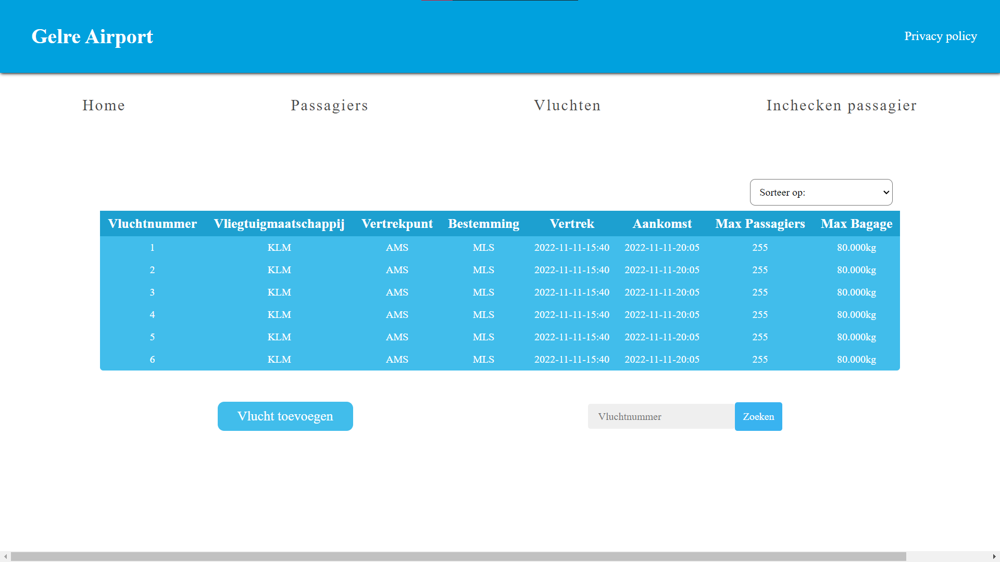 Gelre Airport
Privacy policy
Home Passagiers Vluchten Inchecken passagier
Sorteer op:
Vluchtnummer Vliegtuigmaatschappij Vertrekpunt Bestemming Vertrek Aankomst Max Passagiers Max Bagage
1 KLM AMS MLS 2022-11-11-15:40 2022-11-11-20:05 255 80.000kg
2 KLM AMS MLS 2022-11-11-15:40 2022-11-11-20:05 255 80.000kg
3 KLM AMS MLS 2022-11-11-15:40 2022-11-11-20:05 255 80.000kg
4 KLM AMS MLS 2022-11-11-15:40 2022-11-11-20:05 255 80.000kg
5 KLM AMS MLS 2022-11-11-15:40 2022-11-11-20:05 255 80.000kg
6 KLM AMS MLS 2022-11-11-15:40 2022-11-11-20:05 255 80.000kg
Vlucht toevoegen
Vluchtnummer Zoeken